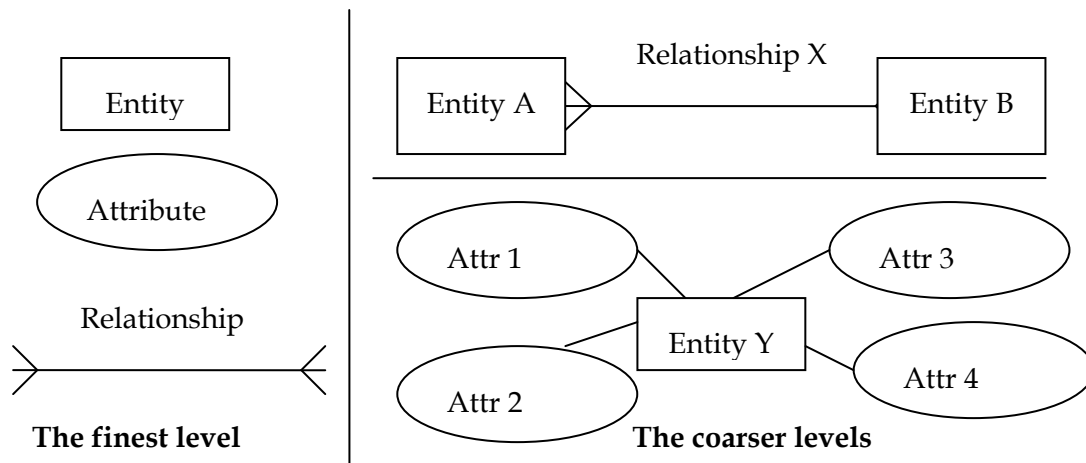 Entity
Attribute
Relationship
The finest level
Relationship X
Entity A
Entity B
Attr 1
Attr 3
Entity Y
Attr 2
Attr 4
The coarser levels